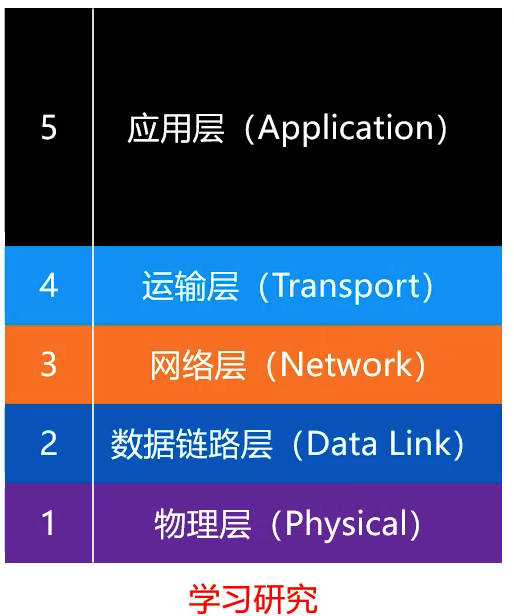 5 应用层（Application）
4 运输层（Transport）
3 网络层（Network）
2 数据链路层（Data Link）
1 物理层（Physical）
学习研究